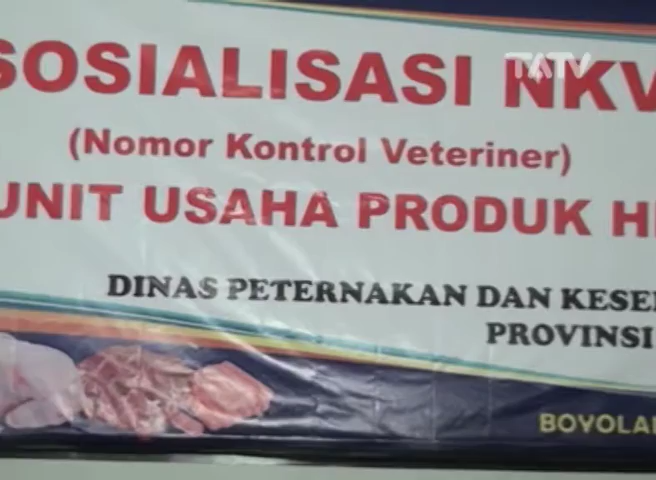 TATV
SOSIALISASI NKV
(Nomor Kontrol Veteriner)
UNIT USAHA PRODUK H
DINAS PETERNAKAN DAN KESE
PROVINSI
BOYOLA